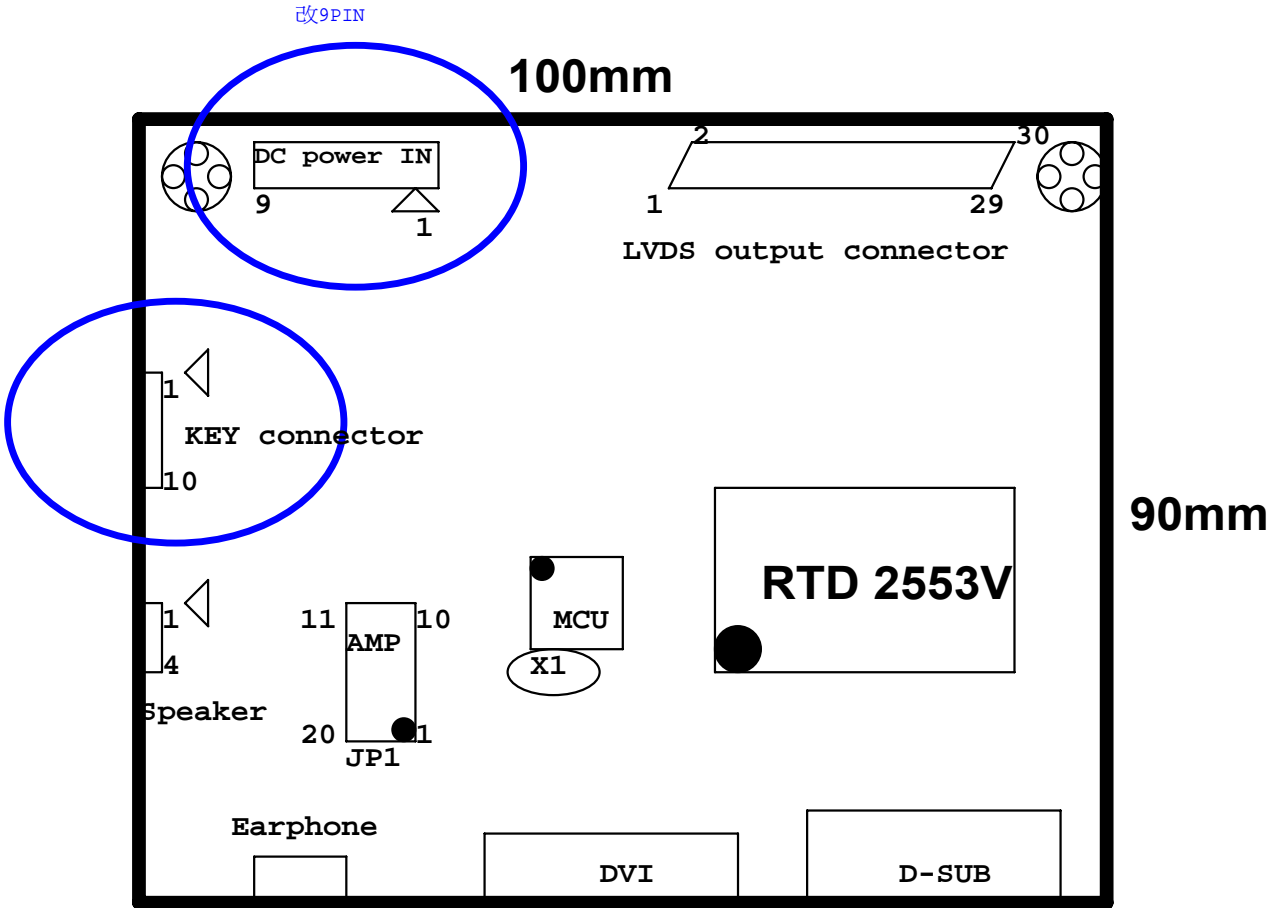 改9PIN
100mm
2
30
DC power IN
9
1
1
29
LVDS output connector
1
KEY connector
10
90mm
RTD 2553V
1
11
10
MCU
AMP
4
X1
Speaker
20
1
JP1
Earphone
DVI
D-SUB